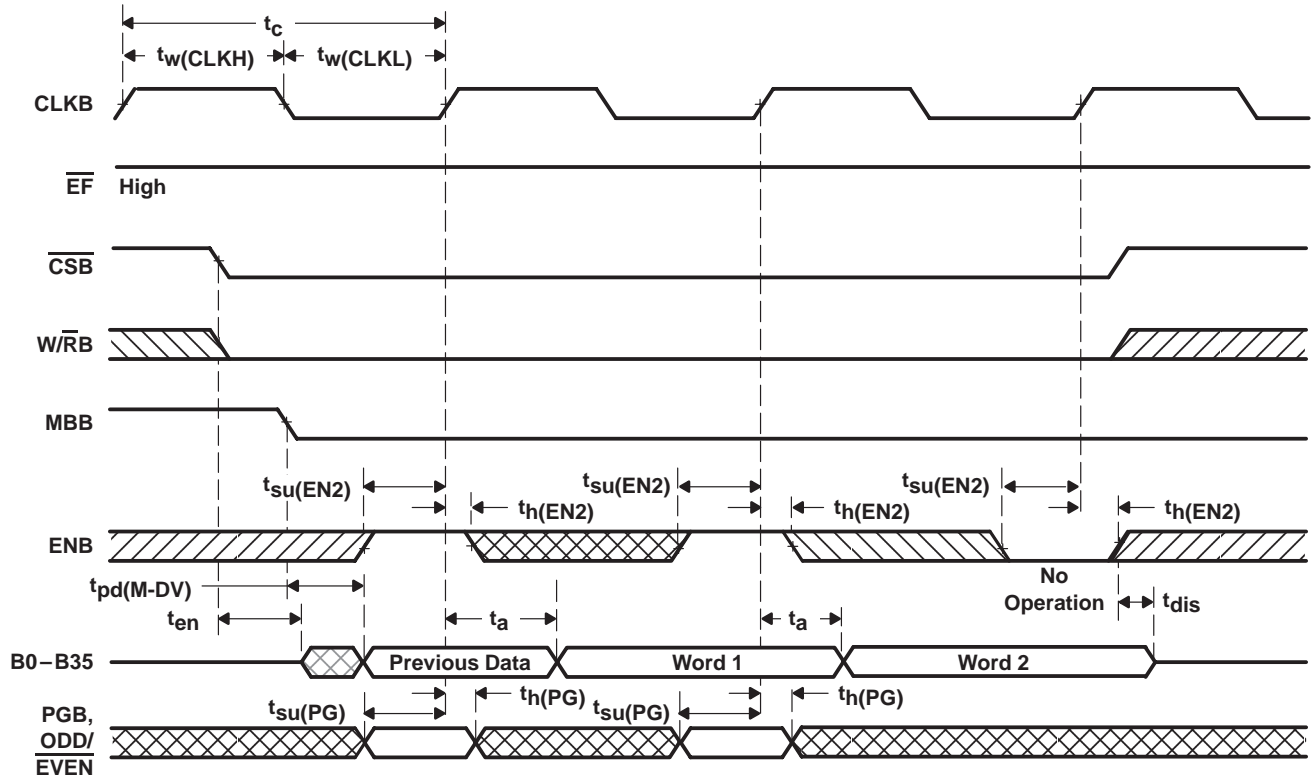 tc
tw(CLKH)
tw(CLKL)
CLKB
EF
High
CSB
W/RB
MBB
tsu(EN2)
tsu(EN2)
tsu(EN2)
th(EN2)
th(EN2)
th(EN2)
ENB
No
Operation
tpd(M-DV)
ten
ta
ta
tdis
B0–B35
Previous Data
Word 1
Word 2
tsu(PG)
th(PG)
tsu(PG)
th(PG)
PGB,
ODD/
EVEN